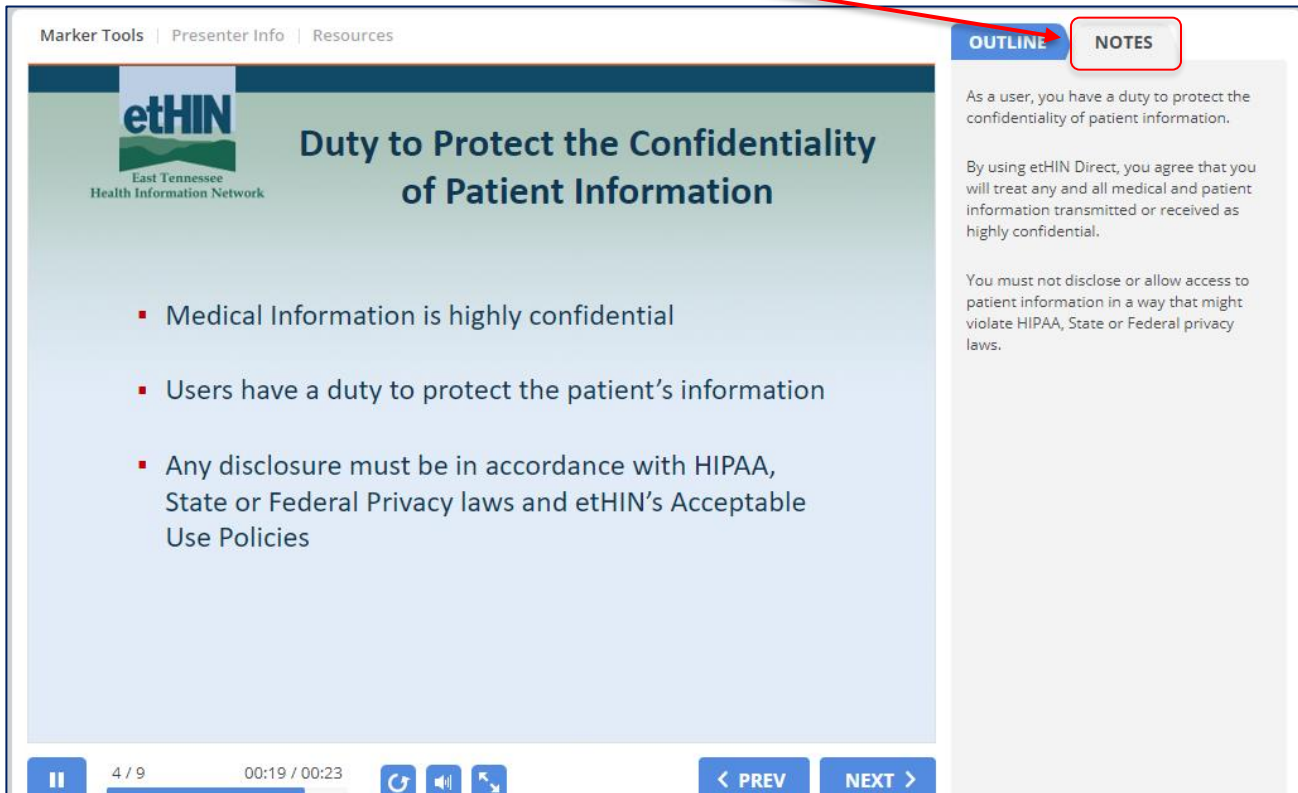 Marker Tools | Presenter Info | Resources
etHIN
East Tennessee
Health Information Network
Duty to Protect the Confidentiality
of Patient Information
▪ Medical Information is highly confidential
▪ Users have a duty to protect the patient’s information
▪ Any disclosure must be in accordance with HIPAA,
State or Federal Privacy laws and etHIN’s Acceptable
Use Policies
4 / 9 00:19 / 00:23
< PREV NEXT >
OUTLINE NOTES
As a user, you have a duty to protect the
confidentiality of patient information.
By using etHIN Direct, you agree that you
will treat any and all medical and patient
information transmitted or received as
highly confidential.
You must not disclose or allow access to
patient information in a way that might
violate HIPAA, State or Federal privacy
laws.